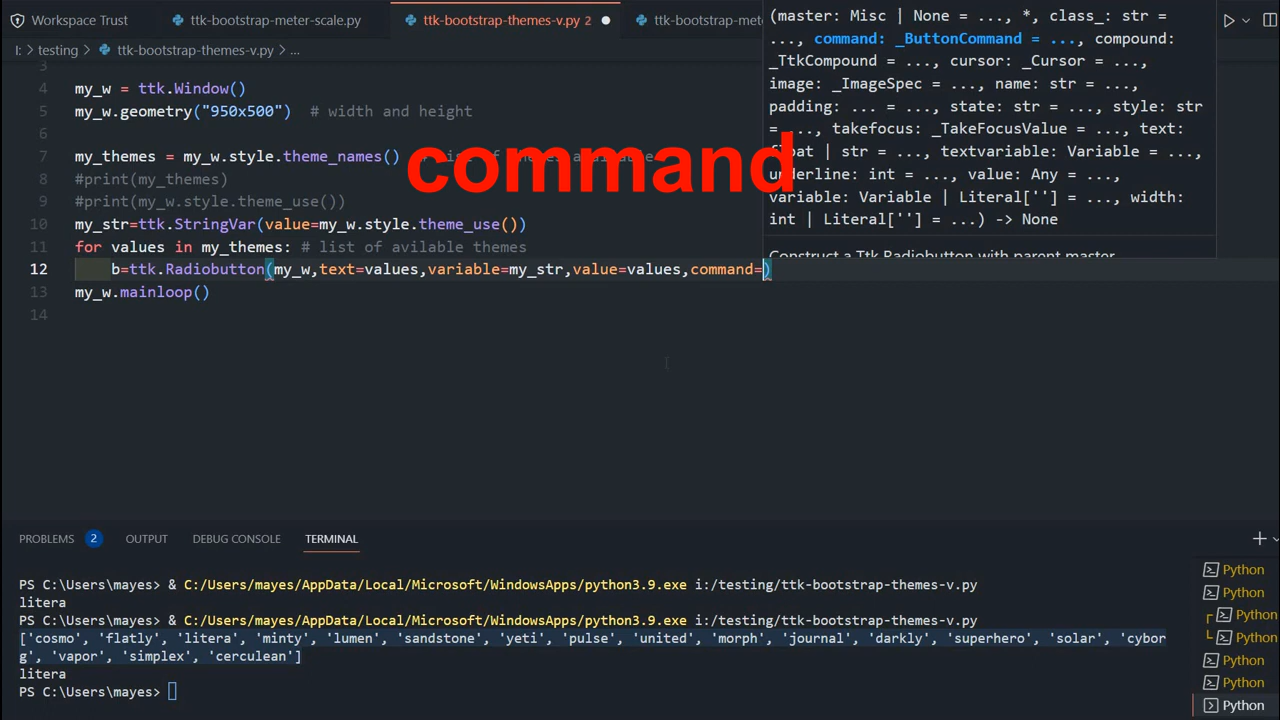 Workspace Trust
ttk-bootstrap-meter-scale.py
ttk-bootstrap-themes-v.py 2
ttk-bootstrap-met
I: > testing > ttk-bootstrap-themes-v.py > ...
3
4 my_w = ttk.Window()
5 my_w.geometry("950x500")  # width and height
6
7 my_themes = my_w.style.theme_names()
8 #print(my_themes)
9 #print(my_w.style.theme_use())
10 my_str=ttk.StringVar(value=my_w.style.theme_use())
11 for values in my_themes: # list of avilable themes
12 b=ttk.Radiobutton(my_w,text=values,variable=my_str,value=values,command=)
my_w.mainloop()
14
command
(master: Misc | None = ..., *, class_: str =
..., command: _ButtonCommand = ..., compound:
_TtkCompound = ..., cursor: _Cursor = ...,
image: _ImageSpec = ..., name: str = ...,
padding: ... = ..., state: str = ..., style: str
= ..., takefocus: _TakeFocusValue = ..., text:
float | str = ..., textvariable: Variable = ...,
underline: int = ..., value: Any = ...,
variable: Variable | Literal[''] = ..., width:
int | Literal[''] = ...) -> None
Construct a Ttk Radiobutton with parent master
PROBLEMS 2 OUTPUT DEBUG CONSOLE TERMINAL
PS C:\Users\mayes> & C:/Users/mayes/AppData/Local/Microsoft/WindowsApps/python3.9.exe i:/testing/ttk-bootstrap-themes-v.py
litera
PS C:\Users\mayes> & C:/Users/mayes/AppData/Local/Microsoft/WindowsApps/python3.9.exe i:/testing/ttk-bootstrap-themes-v.py
['cosmo', 'flatly', 'litera', 'minty', 'lumen', 'sandstone', 'yeti', 'pulse', 'united', 'morph', 'journal', 'darkly', 'superhero', 'solar', 'cybor
g', 'vapor', 'simplex', 'cerculean']
litera
PS C:\Users\mayes>
Python
Python
Python
Python
Python
Python
Python